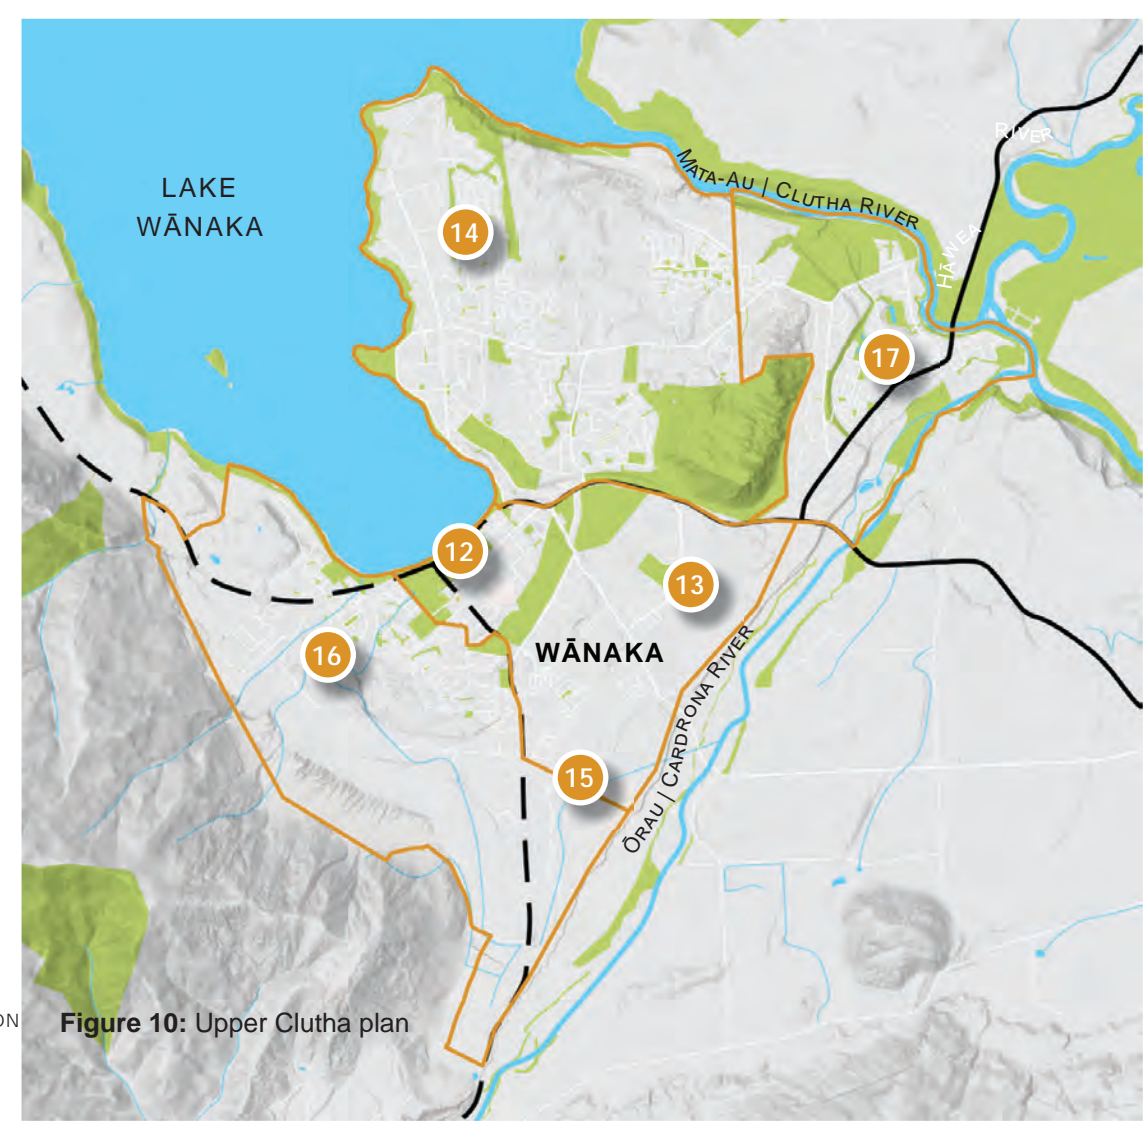 LAKE
WĀNAKA
MATA-AU | CLUTHA RIVER
RIVER
HĀWEA
14
17
12
13
WĀNAKA
16
15
ŌRAU | CARDRONA RIVER
ON
Figure 10: Upper Clutha plan